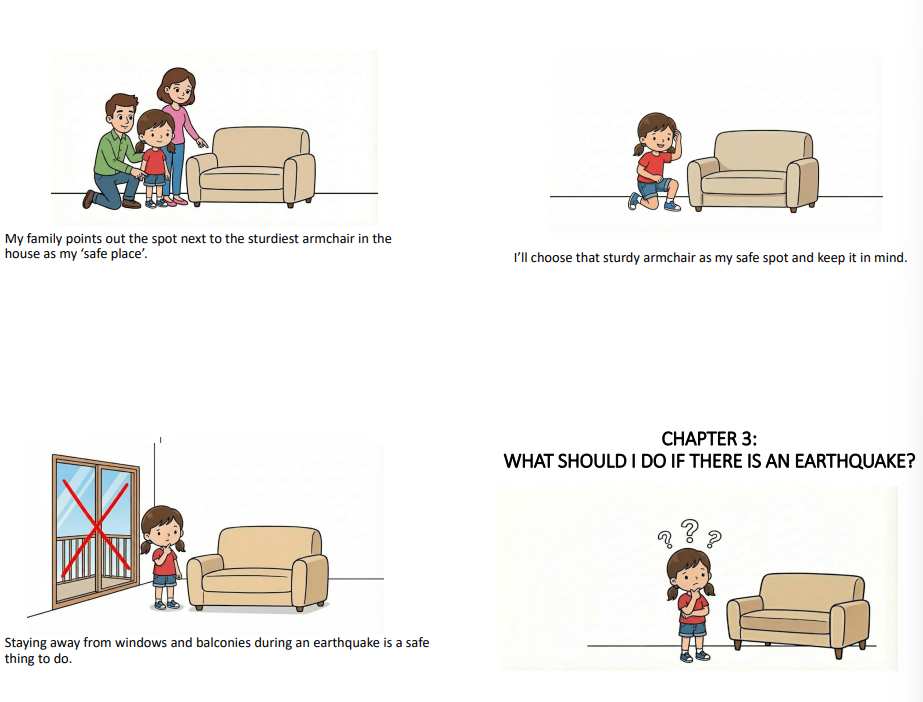 My family points out the spot next to the sturdiest armchair in the
house as my ‘safe place’.
I’ll choose that sturdy armchair as my safe spot and keep it in mind.
Staying away from windows and balconies during an earthquake is a safe
thing to do.
CHAPTER 3:
WHAT SHOULD I DO IF THERE IS AN EARTHQUAKE?
? ? ?